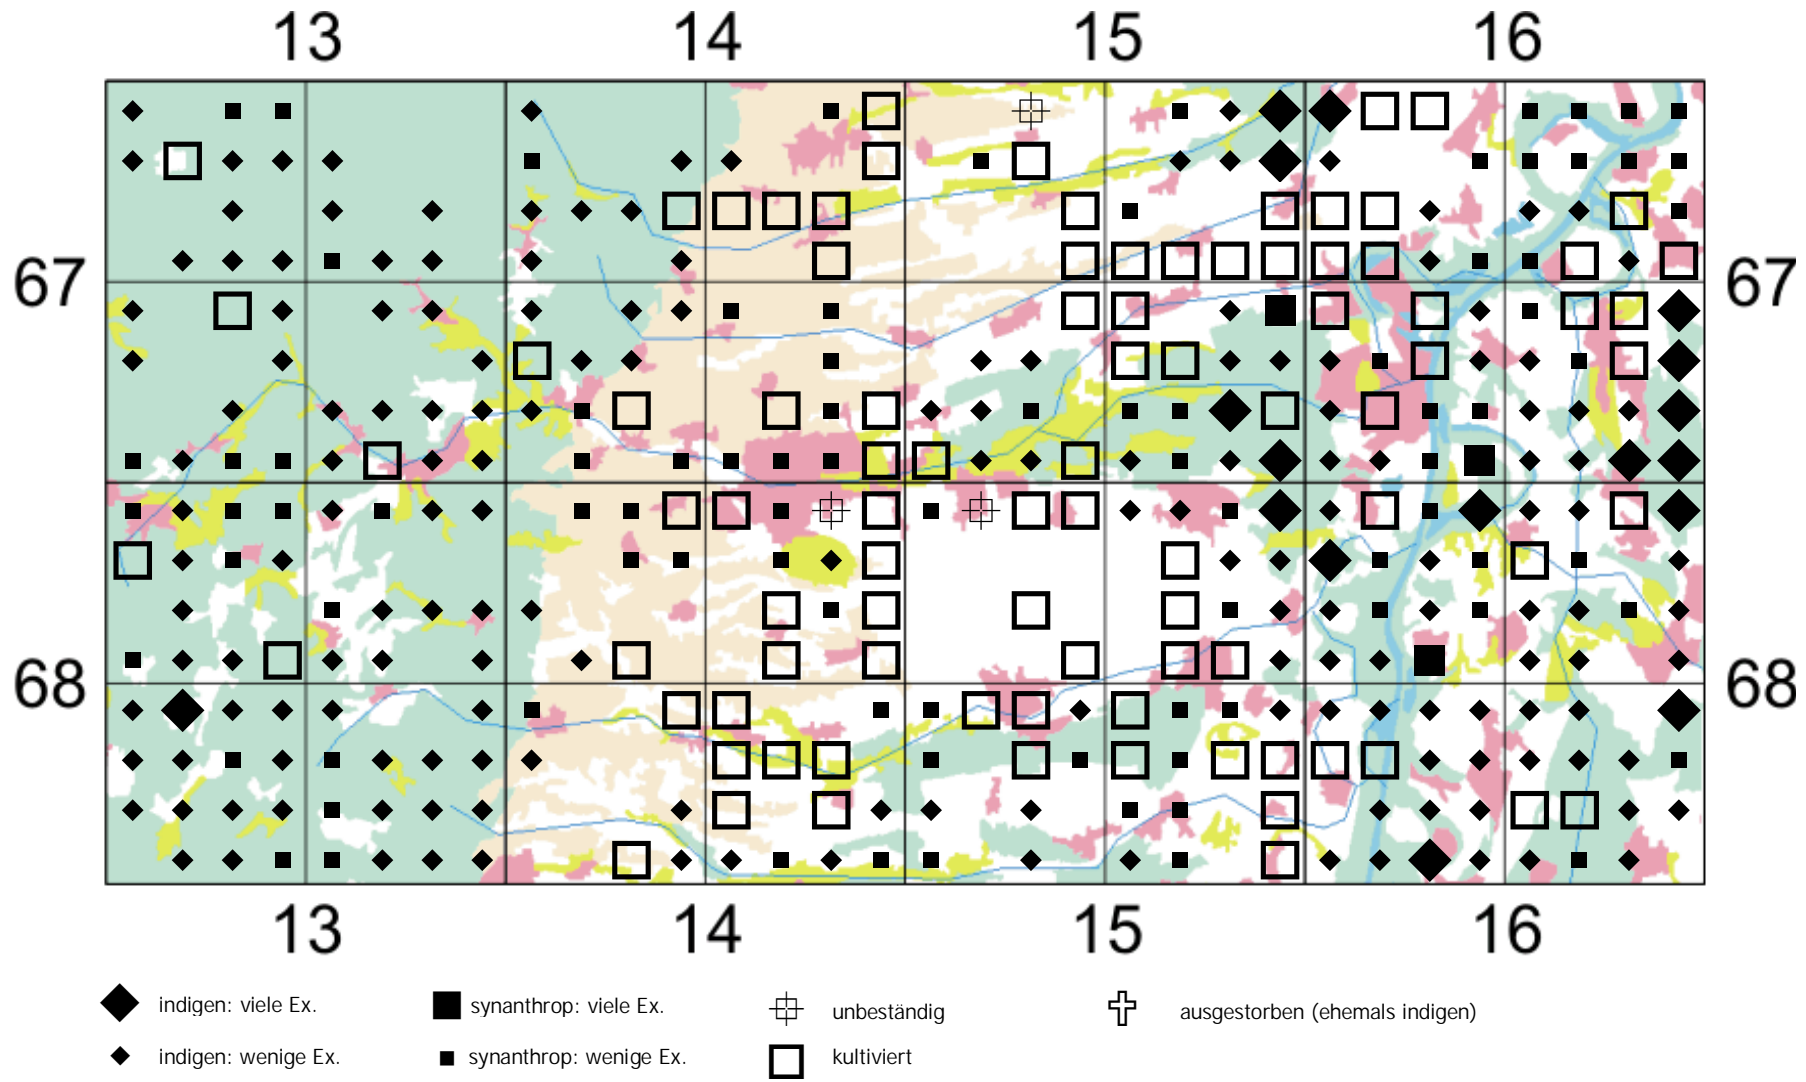 13 14 15 16
67 67
68 68
13 14 15 16
indigen: viele Ex. synanthrop: viele Ex. unbeständig ausgestorben (ehemals indigen)
indigen: wenige Ex. synanthrop: wenige Ex. kultiviert